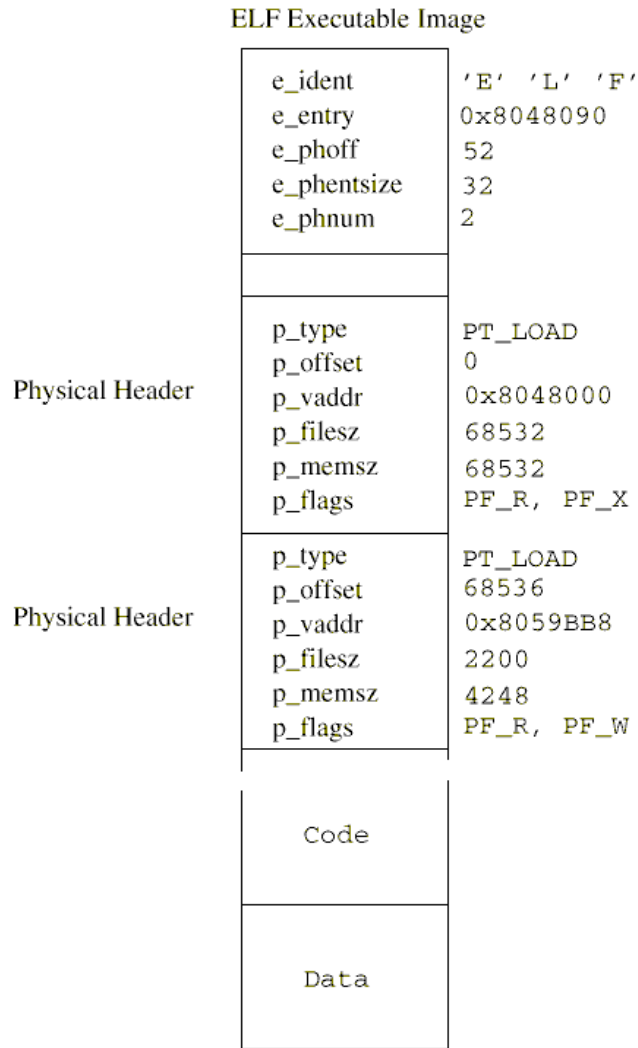 ELF Executable Image
e_ident 'E' 'L' 'F'
e_entry 0x8048090
e_phoff 52
e_phentsize 32
e_phnum 2
Physical Header
p_type PT_LOAD
p_offset 0
p_vaddr 0x8048000
p_filesz 68532
p_memsz 68532
p_flags PF_R, PF_X
Physical Header
p_type PT_LOAD
p_offset 68536
p_vaddr 0x8059BB8
p_filesz 2200
p_memsz 4248
p_flags PF_R, PF_W
Code
Data